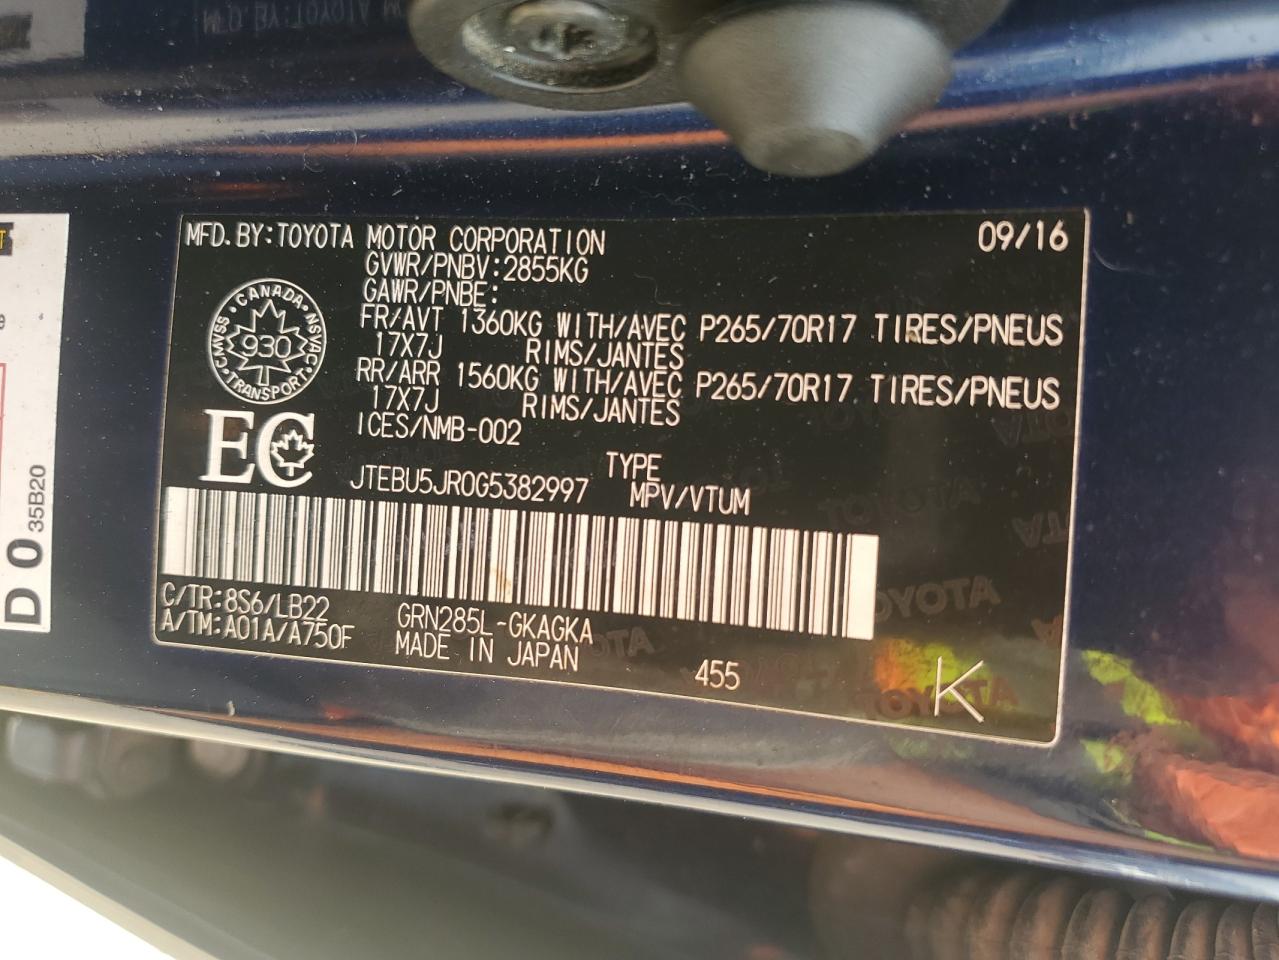 MFD. BY:TOYOTA MOTOR CORPORATION 09/16
GVWR/PNBV:2855KG
GAWR/PNBE:
FR/AVT 1360KG WITH/AVEC P265/70R17 TIRES/PNEUS
17X7J RIMS/JANTES
RR/ARR 1560KG WITH/AVEC P265/70R17 TIRES/PNEUS
17X7J RIMS/JANTES
ICES/NMB-002
CANADA
CMVSS 930 NSVAC
TRANSPORT
EC
JTEBU5JR0G5382997
TYPE
MPV/VTUM
C/TR:8S6/LB22
A/TM:A01A/A750F
GRN285L-GKAGKA
MADE IN JAPAN
455
K
TOYOTA
D 0 35B20